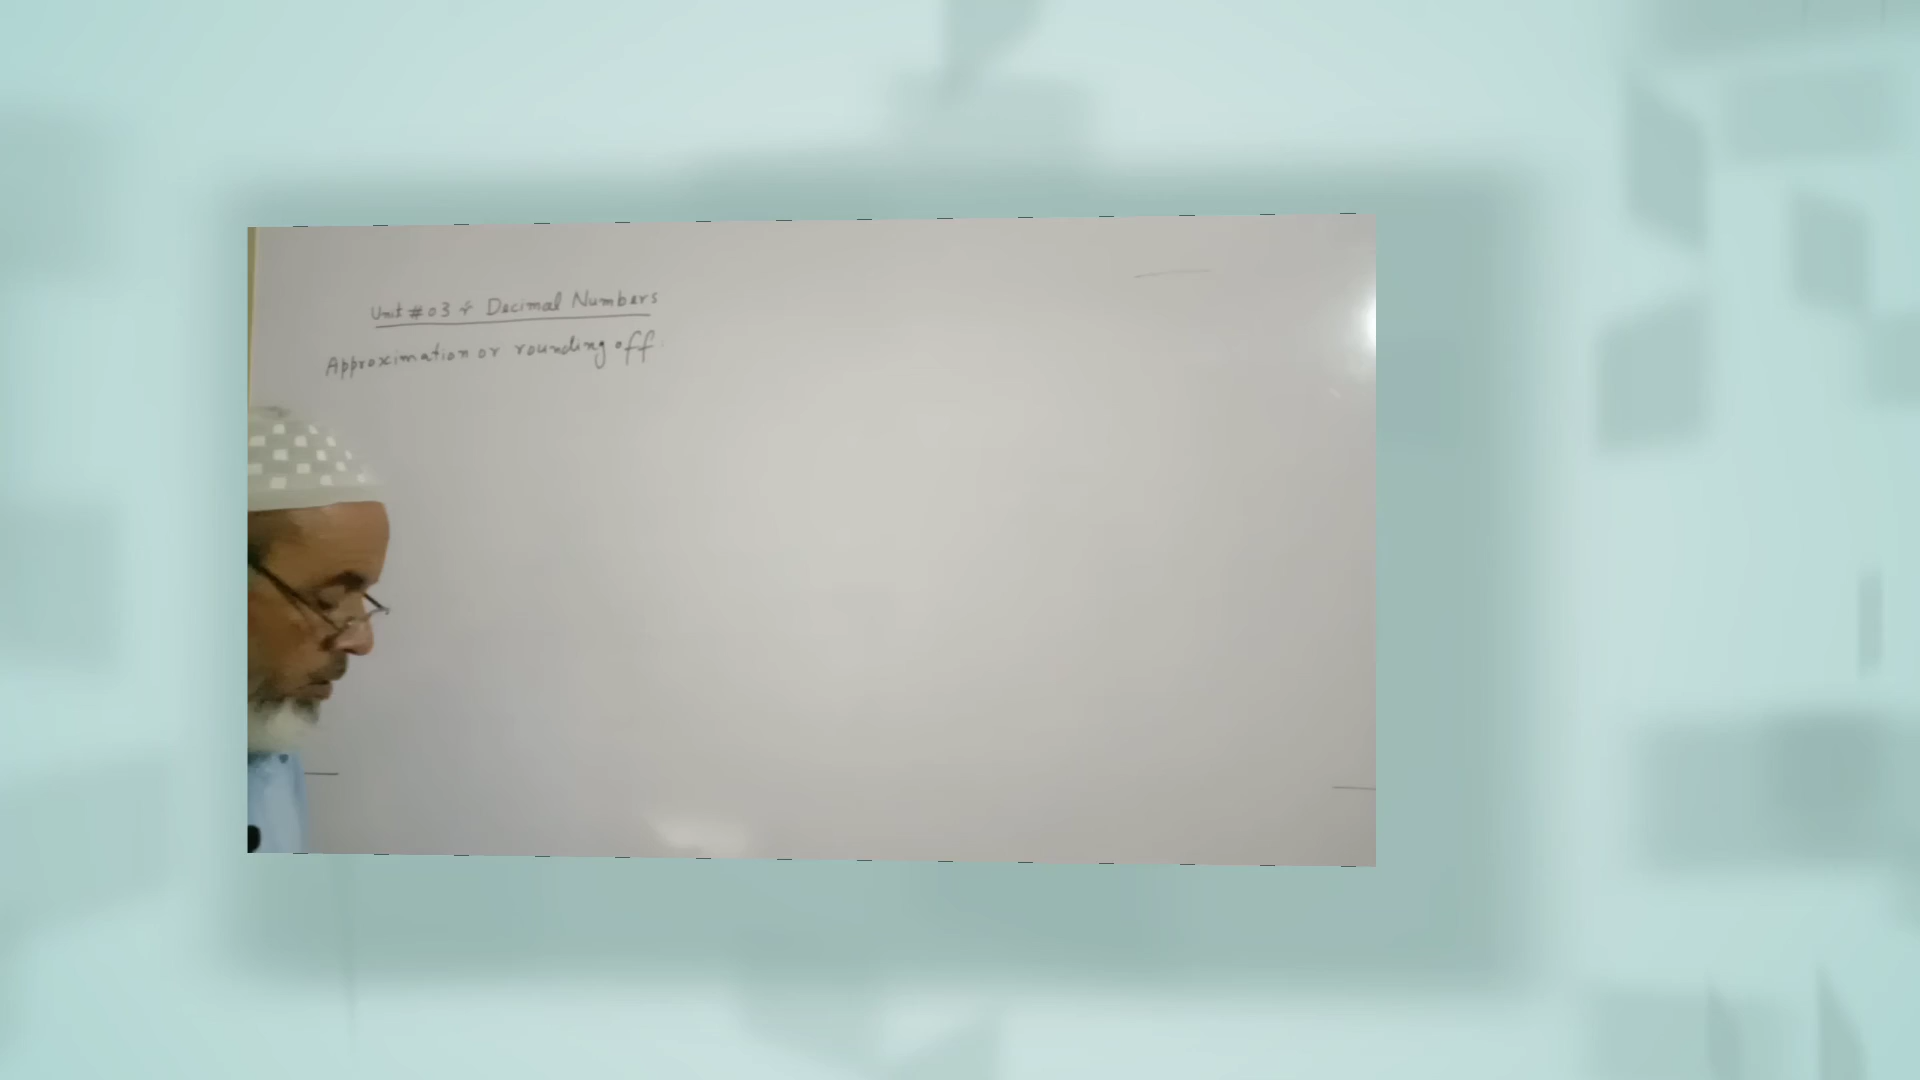 Unit # 03 ÷ Decimal Numbers
Approximation or rounding off.